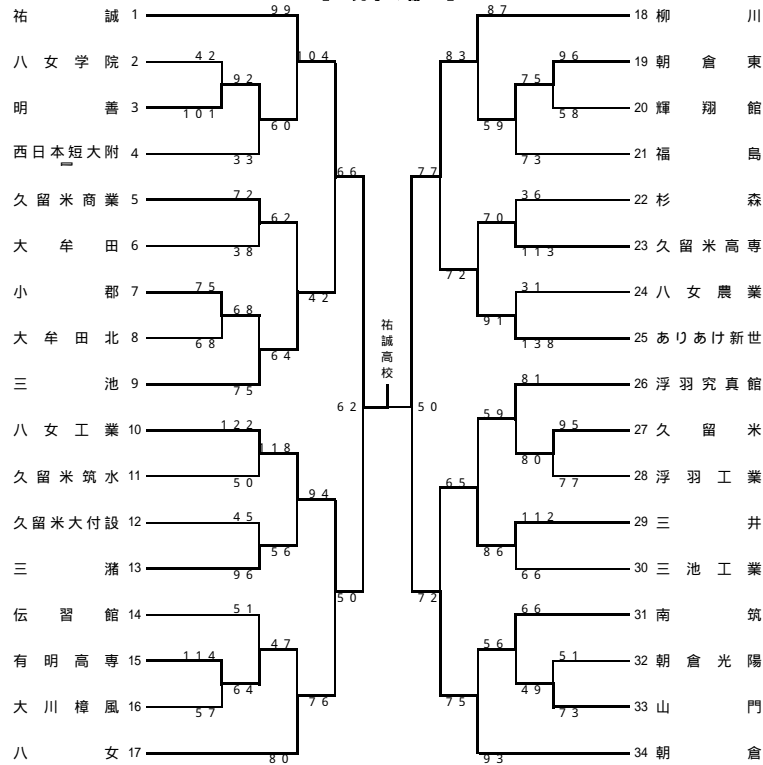 99
祐誠 1
八女学院 2
42
104
92
明善 3
101
60
西日本短大附 4
33
66
久留米商業 5
72
62
大牟田 6
38
42
小郡 7
75
68
大牟田北 8
68
64
三池 9
75
八女工業 10
122
118
久留米筑水 11
50
94
久留米大付設 12
45
56
三潴 13
96
50
伝習館 14
51
47
有明高専 15
114
64
大川樟風 16
57
76
八女 17
80
祐誠高校
62
50
87
18 柳川
83
96
19 朝倉東
75
20 輝翔館
58
59
21 福島
73
77
36
22 杉森
70
23 久留米高専
113
72
31
24 八女農業
91
25 ありあけ新世
138
81
26 浮羽究真館
59
95
27 久留米
80
28 浮羽工業
77
65
112
29 三井
86
30 三池工業
66
72
66
31 南筑
56
51
32 朝倉光陽
49
33 山門
73
75
34 朝倉
93